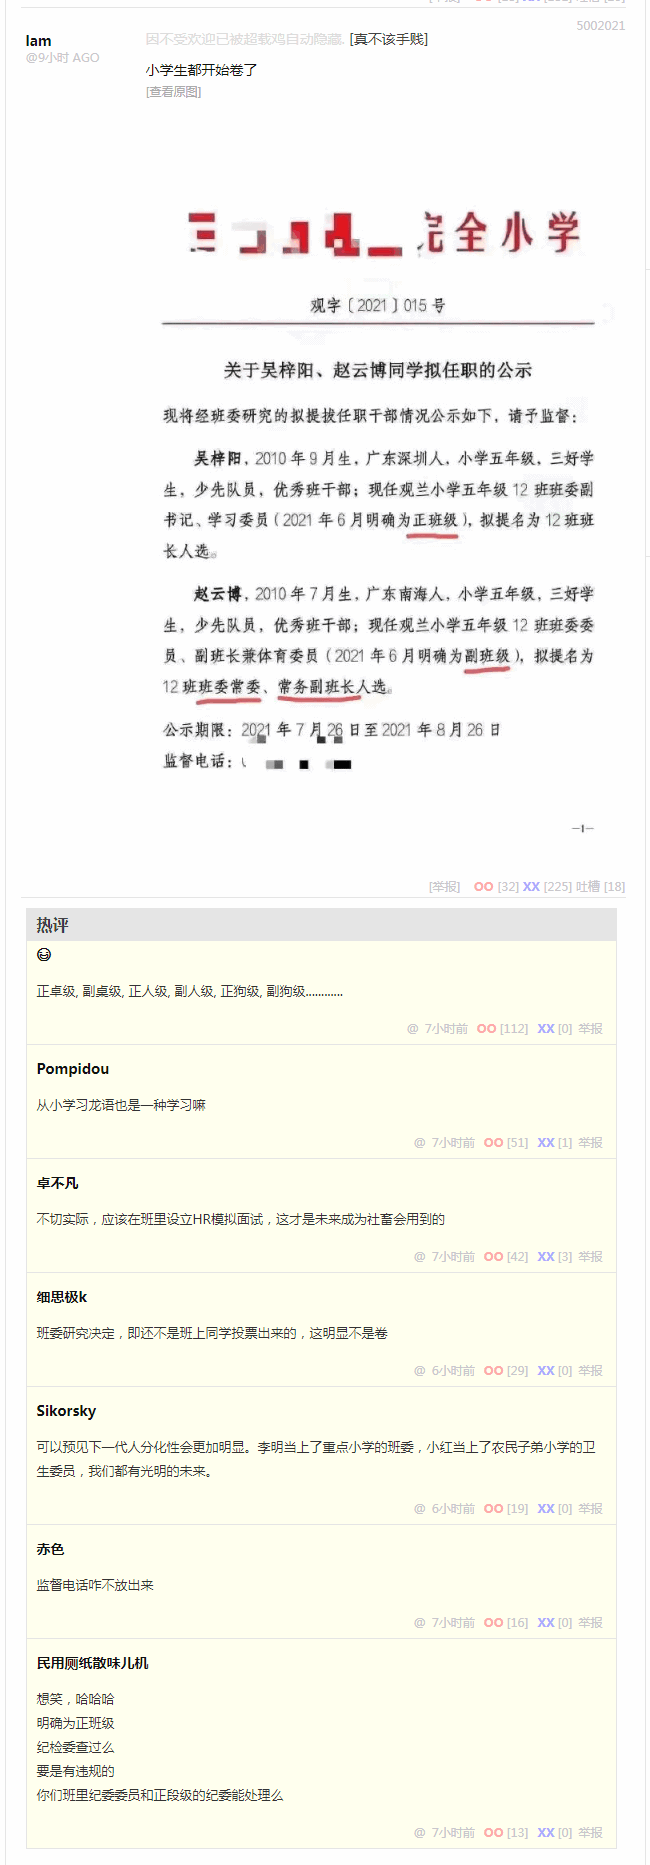 5002021
lam
@9小时 AGO
因不受欢迎已被超载鸡自动隐藏. [真不该手贱]
小学生都开始卷了
[查看原图]
完全小学
观字〔2021〕015 号
关于吴梓阳、赵云博同学拟任职的公示
现将经班委研究的拟提拔任职干部情况公示如下，请予监督：
吴梓阳，2010 年 9 月生，广东深圳人，小学五年级，三好学
生，少先队员，优秀班干部；现任观兰小学五年级 12 班班委副
书记、学习委员（2021 年 6 月明确为正班级），拟提名为 12 班班
长人选。
赵云博，2010 年 7 月生，广东南海人，小学五年级，三好学
生，少先队员，优秀班干部；现任观兰小学五年级 12 班班委委
员、副班长兼体育委员（2021 年 6 月明确为副班级），拟提名为
12 班班委常委、常务副班长人选。
公示期限：2021 年 7 月 26 日至 2021 年 8 月 26 日
监督电话：
—1—
[举报] OO [32] XX [225] 吐槽 [18]
热评
😃
正卓级, 副桌级, 正人级, 副人级, 正狗级, 副狗级............
@ 7小时前 OO [112] XX [0] 举报
Pompidou
从小学习龙语也是一种学习嘛
@ 7小时前 OO [51] XX [1] 举报
卓不凡
不切实际，应该在班里设立HR模拟面试，这才是未来成为社畜会用到的
@ 7小时前 OO [42] XX [3] 举报
细思极k
班委研究决定，即还不是班上同学投票出来的，这明显不是卷
@ 6小时前 OO [29] XX [0] 举报
Sikorsky
可以预见下一代人分化性会更加明显。李明当上了重点小学的班委，小红当上了农民子弟小学的卫
生委员，我们都有光明的未来。
@ 6小时前 OO [19] XX [0] 举报
赤色
监督电话咋不放出来
@ 7小时前 OO [16] XX [0] 举报
民用厕纸散味儿机
想笑，哈哈哈
明确为正班级
纪检委查过么
要是有违规的
你们班里纪委委员和正段级的纪委能处理么
@ 7小时前 OO [13] XX [0] 举报